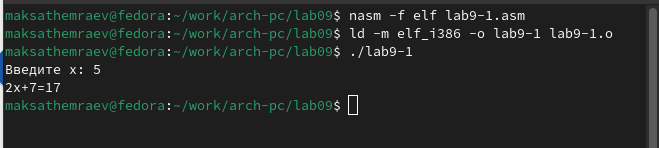 maksathemraev@fedora:~/work/arch-pc/lab09$ nasm -f elf lab9-1.asm
maksathemraev@fedora:~/work/arch-pc/lab09$ ld -m elf_i386 -o lab9-1 lab9-1.o
maksathemraev@fedora:~/work/arch-pc/lab09$ ./lab9-1
Введите x: 5
2x+7=17
maksathemraev@fedora:~/work/arch-pc/lab09$